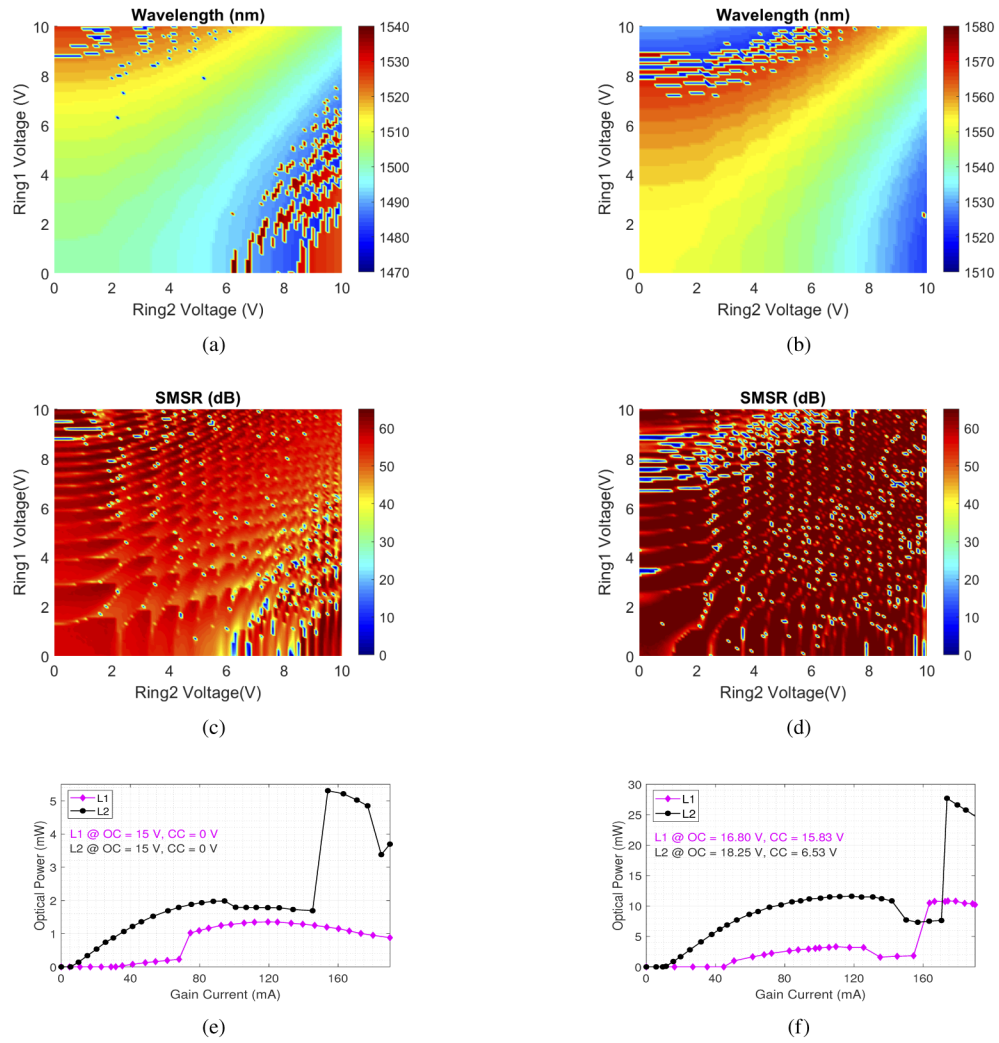 Wavelength (nm)
10
8
6
4
2
0
0 2 4 6 8 10
1540
1530
1520
1510
1500
1490
1480
1470
Ring1 Voltage (V)
Ring2 Voltage (V)
(a)
Wavelength (nm)
10
8
6
4
2
0
0 2 4 6 8 10
1580
1570
1560
1550
1540
1530
1520
1510
Ring1 Voltage (V)
Ring2 Voltage (V)
(b)
SMSR (dB)
10
8
6
4
2
0
0 2 4 6 8 10
60
50
40
30
20
10
0
Ring1 Voltage(V)
Ring2 Voltage(V)
(c)
SMSR (dB)
10
8
6
4
2
0
0 2 4 6 8 10
60
50
40
30
20
10
0
Ring1 Voltage(V)
Ring2 Voltage(V)
(d)
L1
L2
L1 @ OC = 15 V, CC = 0 V
L2 @ OC = 15 V, CC = 0 V
5
4
3
2
1
0
0 40 80 120 160
Optical Power (mW)
Gain Current (mA)
(e)
L1
L2
L1 @ OC = 16.80 V, CC = 15.83 V
L2 @ OC = 18.25 V, CC = 6.53 V
30
25
20
15
10
5
0
0 40 80 120 160
Optical Power (mW)
Gain Current (mA)
(f)